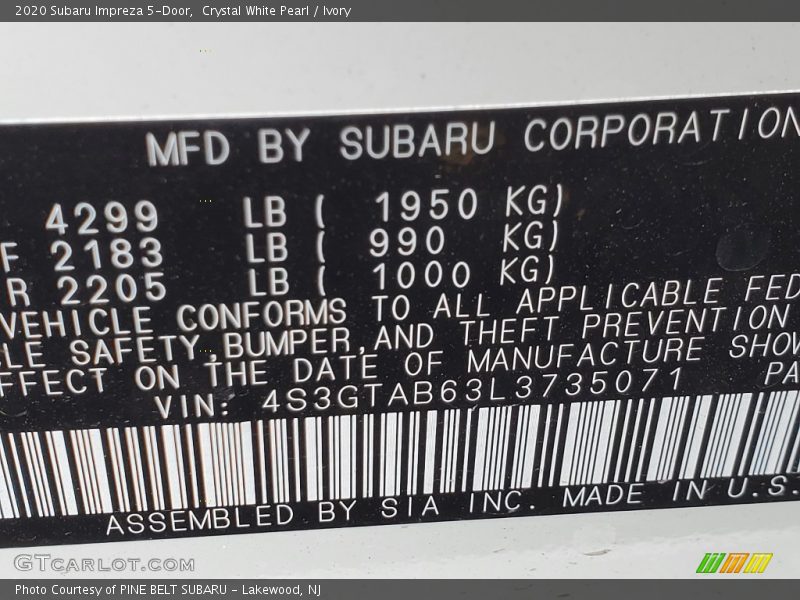 2020 Subaru Impreza 5-Door, Crystal White Pearl / Ivory
MFD BY SUBARU CORPORATION
4299 LB ( 1950 KG)
F 2183 LB ( 990 KG)
R 2205 LB ( 1000 KG)
VEHICLE CONFORMS TO ALL APPLICABLE FED
LE SAFETY,BUMPER,AND THEFT PREVENTION
FFECT ON THE DATE OF MANUFACTURE SHOW
VIN: 4S3GTAB63L3735071 PA
ASSEMBLED BY SIA INC. MADE IN U.S.
GTCARLOT.COM
Photo Courtesy of PINE BELT SUBARU - Lakewood, NJ